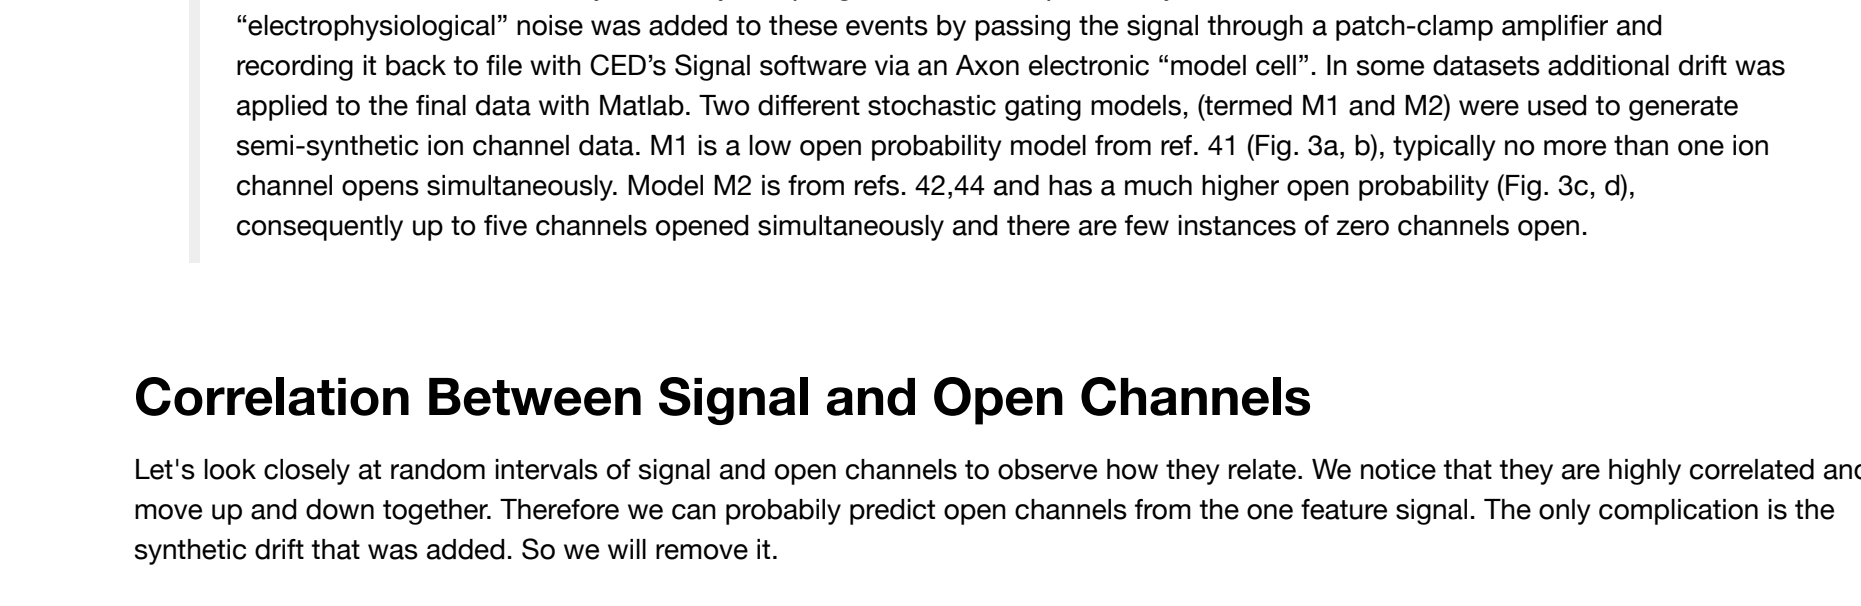 “electrophysiological” noise was added to these events by passing the signal through a patch-clamp amplifier and
recording it back to file with CED’s Signal software via an Axon electronic “model cell”. In some datasets additional drift was
applied to the final data with Matlab. Two different stochastic gating models, (termed M1 and M2) were used to generate
semi-synthetic ion channel data. M1 is a low open probability model from ref. 41 (Fig. 3a, b), typically no more than one ion
channel opens simultaneously. Model M2 is from refs. 42,44 and has a much higher open probability (Fig. 3c, d),
consequently up to five channels opened simultaneously and there are few instances of zero channels open.
Correlation Between Signal and Open Channels
Let's look closely at random intervals of signal and open channels to observe how they relate. We notice that they are highly correlated and
move up and down together. Therefore we can probabily predict open channels from the one feature signal. The only complication is the
synthetic drift that was added. So we will remove it.